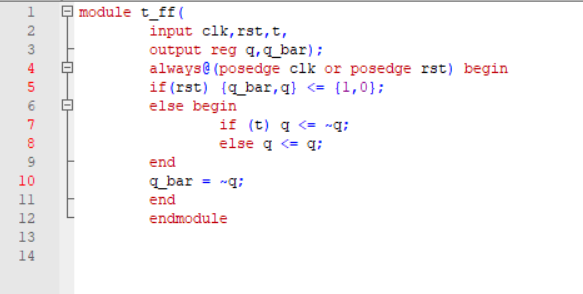 1 module t_ff(
2 input clk,rst,t,
3 output reg q,q_bar);
4 always@(posedge clk or posedge rst) begin
5 if(rst) {q_bar,q} <= {1,0};
6 else begin
7 if (t) q <= ~q;
8 else q <= q;
9 end
10 q_bar = ~q;
11 end
12 endmodule
13
14